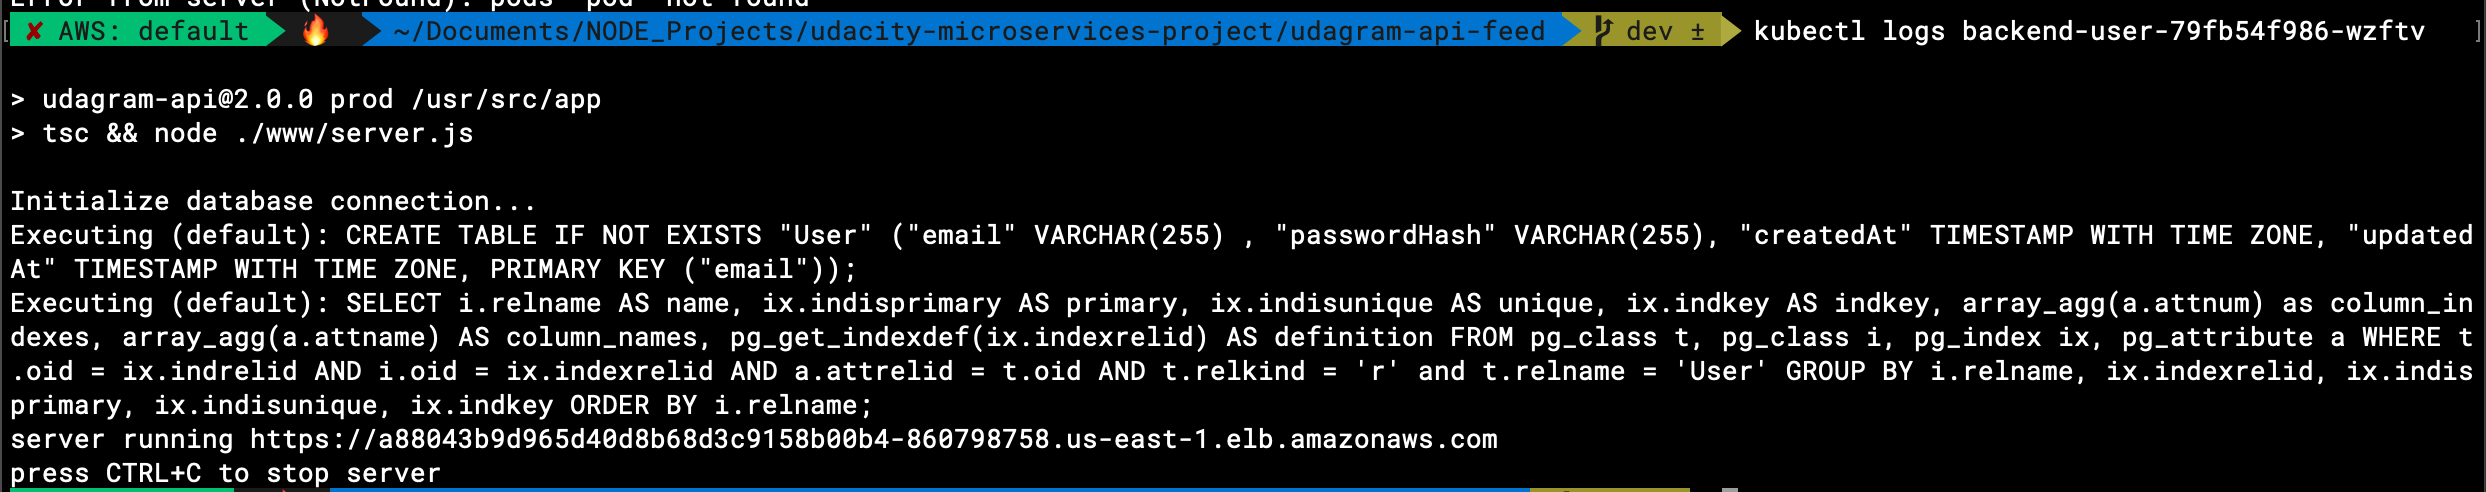 Error from server (NotFound): pods "pod" not found
✘ AWS: default 🔥 ~/Documents/NODE_Projects/udacity-microservices-project/udagram-api-feed dev ± kubectl logs backend-user-79fb54f986-wzftv
> udagram-api@2.0.0 prod /usr/src/app
> tsc && node ./www/server.js
Initialize database connection...
Executing (default): CREATE TABLE IF NOT EXISTS "User" ("email" VARCHAR(255) , "passwordHash" VARCHAR(255), "createdAt" TIMESTAMP WITH TIME ZONE, "updated
At" TIMESTAMP WITH TIME ZONE, PRIMARY KEY ("email"));
Executing (default): SELECT i.relname AS name, ix.indisprimary AS primary, ix.indisunique AS unique, ix.indkey AS indkey, array_agg(a.attnum) as column_in
dexes, array_agg(a.attname) AS column_names, pg_get_indexdef(ix.indexrelid) AS definition FROM pg_class t, pg_class i, pg_index ix, pg_attribute a WHERE t
.oid = ix.indrelid AND i.oid = ix.indexrelid AND a.attrelid = t.oid AND t.relkind = 'r' and t.relname = 'User' GROUP BY i.relname, ix.indexrelid, ix.indis
primary, ix.indisunique, ix.indkey ORDER BY i.relname;
server running https://a88043b9d965d40d8b68d3c9158b00b4-860798758.us-east-1.elb.amazonaws.com
press CTRL+C to stop server